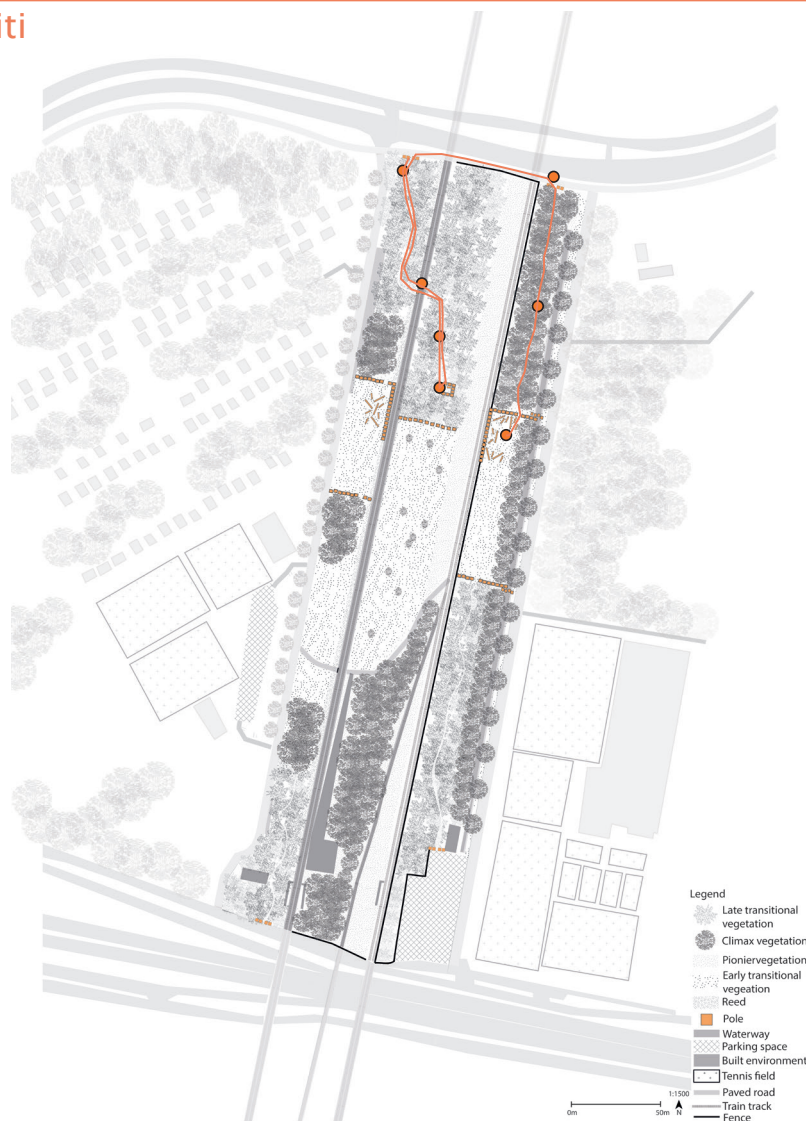 iti
Legend
Late transitional
vegetation
Climax vegetation
Pioniervegetation
Early transitional
vegeation
Reed
Pole
Waterway
Parking space
Built environment
Tennis field
Paved road
Train track
Fence
1:1500
0m 50m N